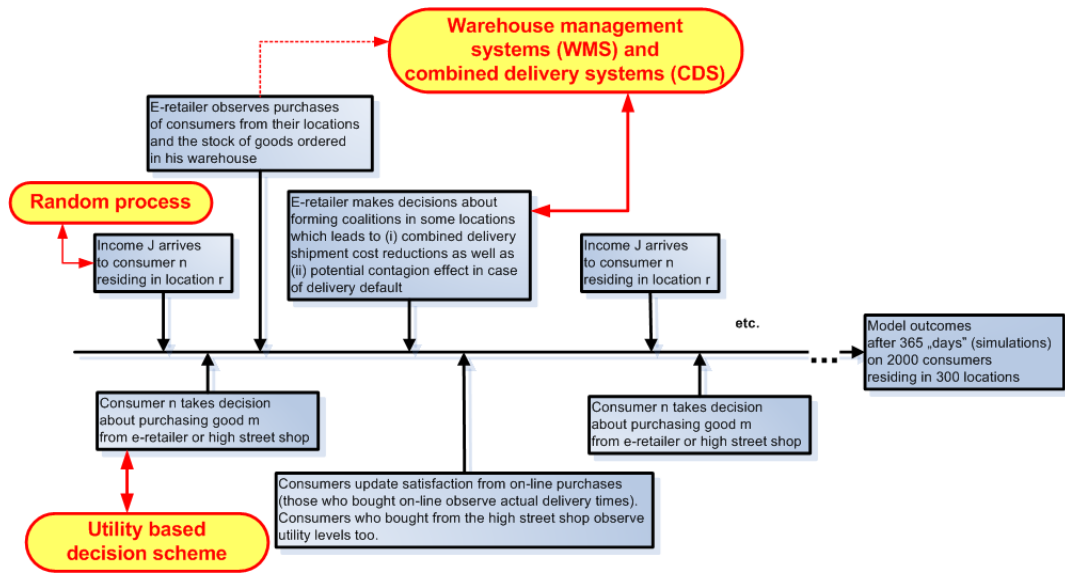 Warehouse management
systems (WMS) and
combined delivery systems (CDS)
E-retailer observes purchases
of consumers from their locations
and the stock of goods ordered
in his warehouse
Random process
E-retailer makes decisions about
forming coalitions in some locations
which leads to (i) combined delivery
shipment cost reductions as well as
(ii) potential contagion effect in case
of delivery default
Income J arrives
to consumer n
residing in location r
Income J arrives
to consumer n
residing in location r
etc.
Model outcomes
after 365 „days” (simulations)
on 2000 consumers
residing in 300 locations
Consumer n takes decision
about purchasing good m
from e-retailer or high street shop
Consumer n takes decision
about purchasing good m
from e-retailer or high street shop
Consumers update satisfaction from on-line purchases
(those who bought on-line observe actual delivery times).
Consumers who bought from the high street shop observe
utility levels too.
Utility based
decision scheme